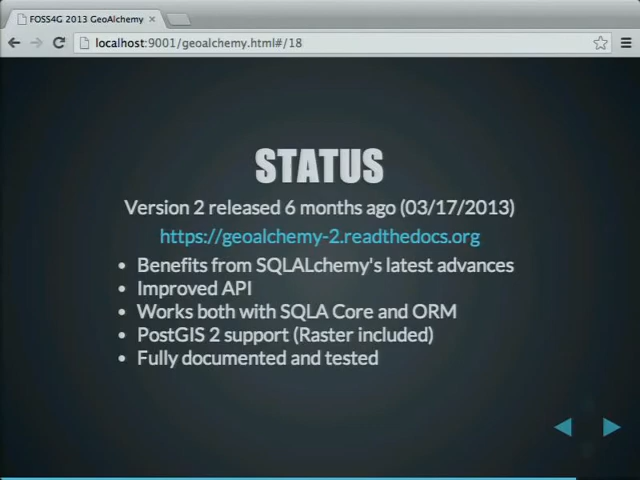 FOSS4G 2013 GeoAlchemy
localhost:9001/geoalchemy.html#/18
STATUS
Version 2 released 6 months ago (03/17/2013)
https://geoalchemy-2.readthedocs.org
• Benefits from SQLALchemy's latest advances
• Improved API
• Works both with SQLA Core and ORM
• PostGIS 2 support (Raster included)
• Fully documented and tested